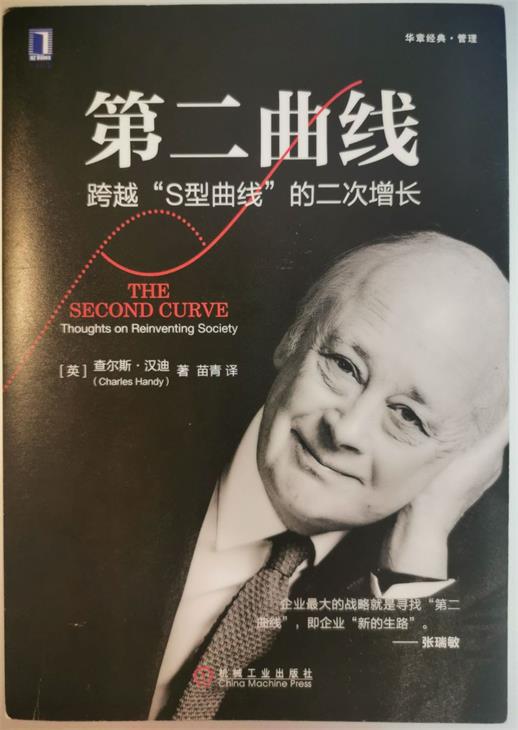 华章经典·管理
第二曲线
跨越“S型曲线”的二次增长
THE
SECOND CURVE
Thoughts on Reinventing Society
［英］查尔斯·汉迪 著 苗青 译
（Charles Handy）
企业最大的战略就是寻找“第二
曲线”，即企业“新的生路”。
——张瑞敏
机械工业出版社
China Machine Press